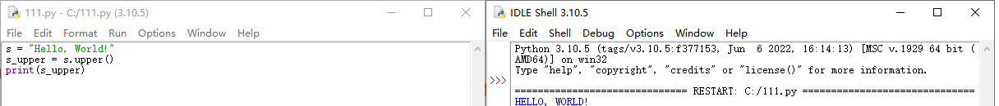 111.py - C:/111.py (3.10.5)
File Edit Format Run Options Window Help
s = "Hello, World!"
s_upper = s.upper()
print(s_upper)
IDLE Shell 3.10.5
File Edit Shell Debug Options Window Help
Python 3.10.5 (tags/v3.10.5:f377153, Jun  6 2022, 16:14:13) [MSC v.1929 64 bit (
AMD64)] on win32
Type "help", "copyright", "credits" or "license()" for more information.
>>>
============================== RESTART: C:/111.py ==============================
HELLO, WORLD!